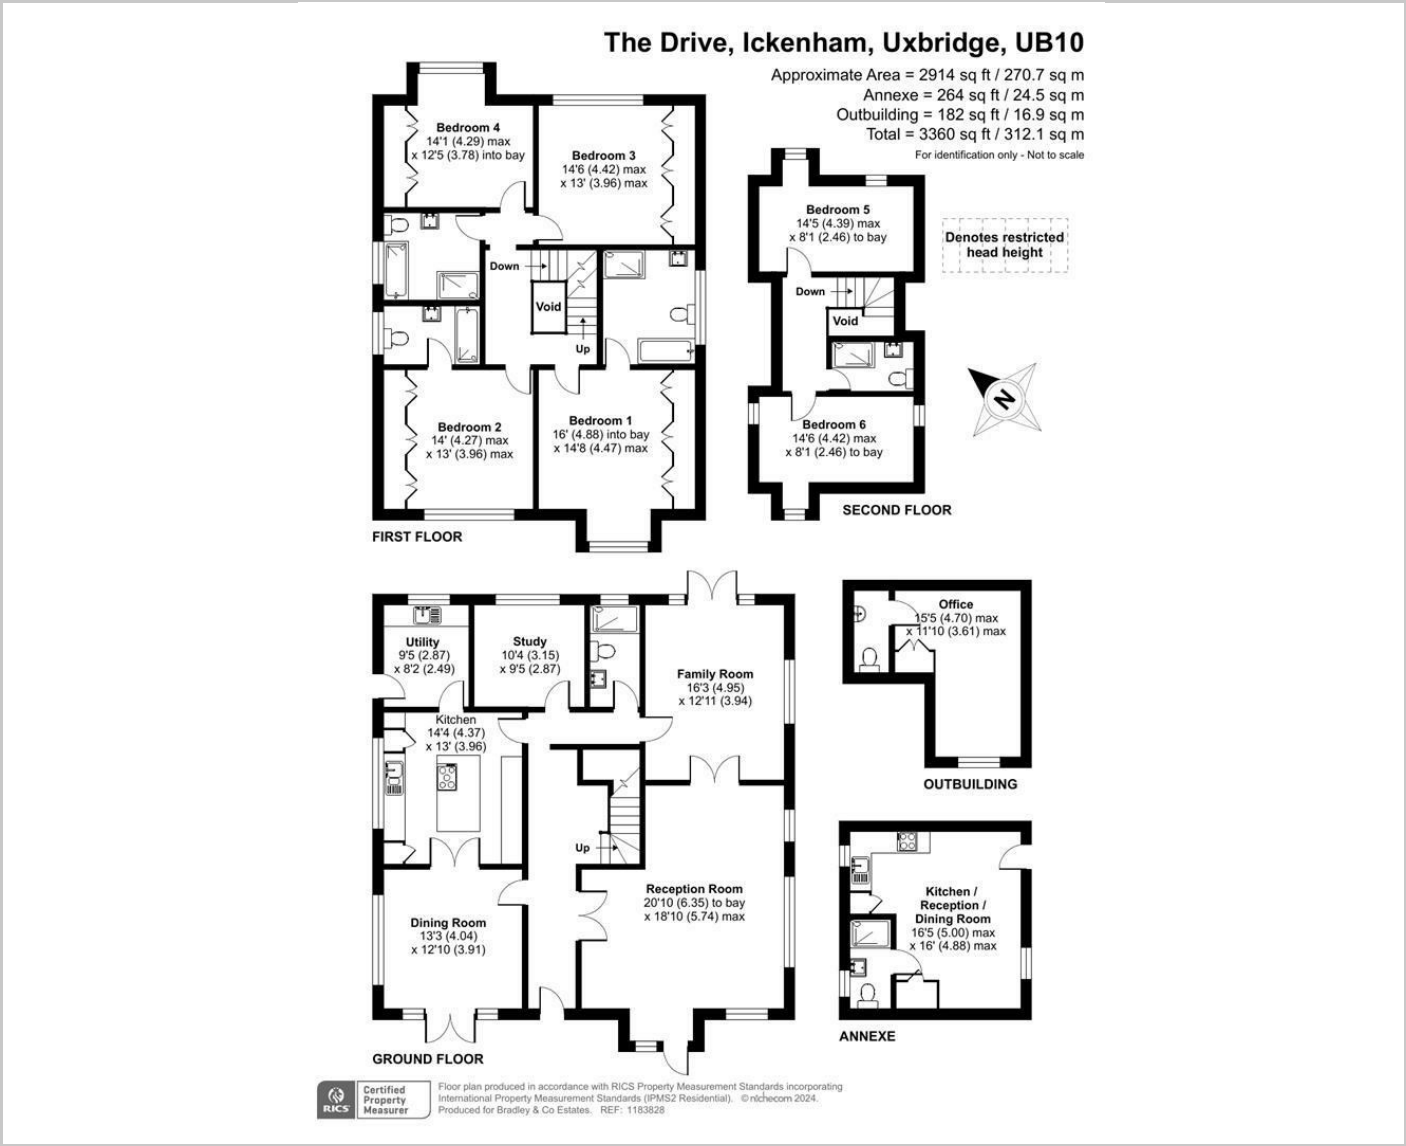 The Drive, Ickenham, Uxbridge, UB10
Approximate Area = 2914 sq ft / 270.7 sq m
Annexe = 264 sq ft / 24.5 sq m
Outbuilding = 182 sq ft / 16.9 sq m
Total = 3360 sq ft / 312.1 sq m
For identification only - Not to scale
Bedroom 4
14'1 (4.29) max
x 12'5 (3.78) into bay
Bedroom 3
14'6 (4.42) max
x 13' (3.96) max
Down
Void
Up
Bedroom 2
14' (4.27) max
x 13' (3.96) max
Bedroom 1
16' (4.88) into bay
x 14'8 (4.47) max
FIRST FLOOR
Bedroom 5
14'5 (4.39) max
x 8'1 (2.46) to bay
Down
Void
Bedroom 6
14'6 (4.42) max
x 8'1 (2.46) to bay
SECOND FLOOR
Denotes restricted
head height
N
Utility
9'5 (2.87)
x 8'2 (2.49)
Study
10'4 (3.15)
x 9'5 (2.87)
Family Room
16'3 (4.95)
x 12'11 (3.94)
Kitchen
14'4 (4.37)
x 13' (3.96)
Up
Reception Room
20'10 (6.35) to bay
x 18'10 (5.74) max
Dining Room
13'3 (4.04)
x 12'10 (3.91)
GROUND FLOOR
Office
15'5 (4.70) max
x 11'10 (3.61) max
OUTBUILDING
Kitchen /
Reception /
Dining Room
16'5 (5.00) max
x 16' (4.88) max
ANNEXE
RICS
Certified
Property
Measurer
Floor plan produced in accordance with RICS Property Measurement Standards incorporating
International Property Measurement Standards (IPMS2 Residential). © nichecom 2024.
Produced for Bradley & Co Estates. REF: 1183828